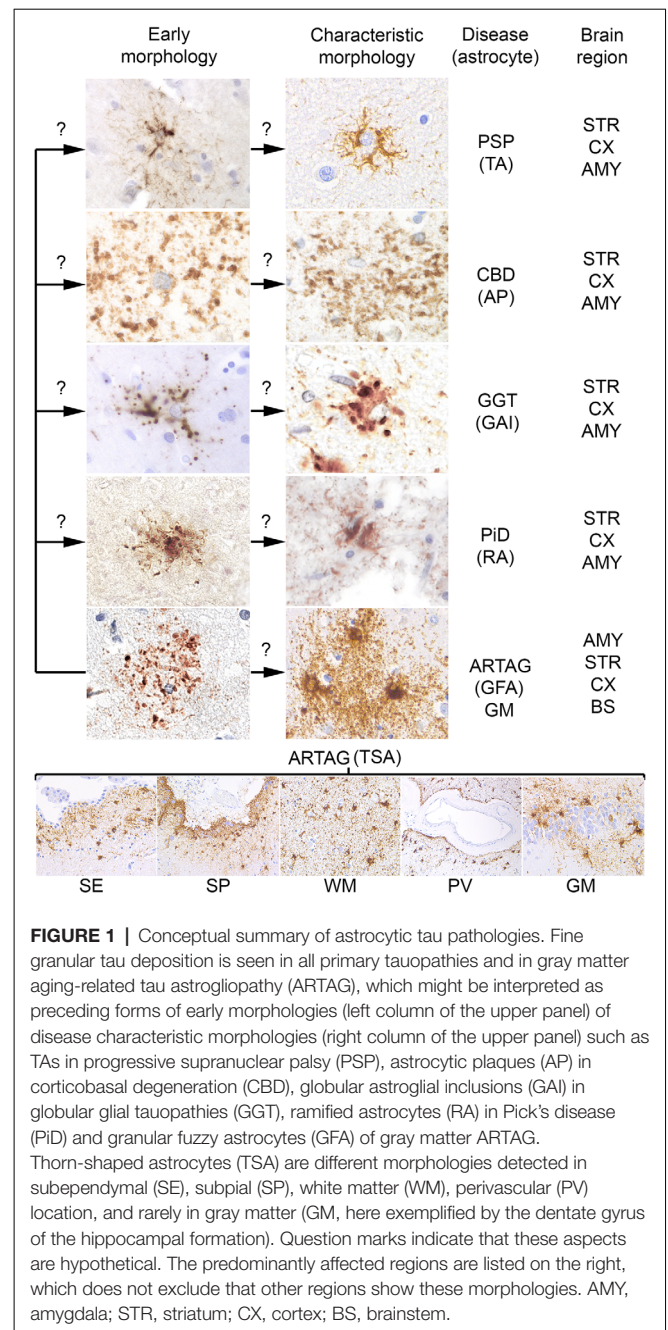 Early morphology
Characteristic morphology
Disease (astrocyte)
Brain region
?
?
PSP
(TA)
STR
CX
AMY
?
?
CBD
(AP)
STR
CX
AMY
?
?
GGT
(GAI)
STR
CX
AMY
?
?
PiD
(RA)
STR
CX
AMY
?
ARTAG
(GFA)
GM
AMY
STR
CX
BS
ARTAG (TSA)
SE
SP
WM
PV
GM
FIGURE 1 | Conceptual summary of astrocytic tau pathologies. Fine
granular tau deposition is seen in all primary tauopathies and in gray matter
aging-related tau astrogliopathy (ARTAG), which might be interpreted as
preceding forms of early morphologies (left column of the upper panel) of
disease characteristic morphologies (right column of the upper panel) such as
TAs in progressive supranuclear palsy (PSP), astrocytic plaques (AP) in
corticobasal degeneration (CBD), globular astroglial inclusions (GAI) in
globular glial tauopathies (GGT), ramified astrocytes (RA) in Pick's disease
(PiD) and granular fuzzy astrocytes (GFA) of gray matter ARTAG.
Thorn-shaped astrocytes (TSA) are different morphologies detected in
subependymal (SE), subpial (SP), white matter (WM), perivascular (PV)
location, and rarely in gray matter (GM, here exemplified by the dentate gyrus
of the hippocampal formation). Question marks indicate that these aspects
are hypothetical. The predominantly affected regions are listed on the right,
which does not exclude that other regions show these morphologies. AMY,
amygdala; STR, striatum; CX, cortex; BS, brainstem.